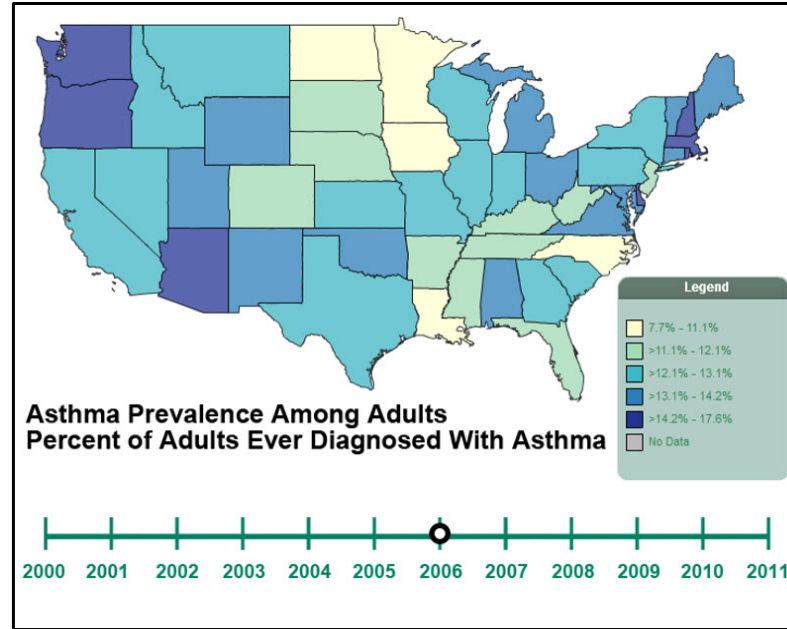 Legend
7.7% - 11.1%
>11.1% - 12.1%
>12.1% - 13.1%
>13.1% - 14.2%
>14.2% - 17.6%
No Data
Asthma Prevalence Among Adults
Percent of Adults Ever Diagnosed With Asthma
2000 2001 2002 2003 2004 2005 2006 2007 2008 2009 2010 2011